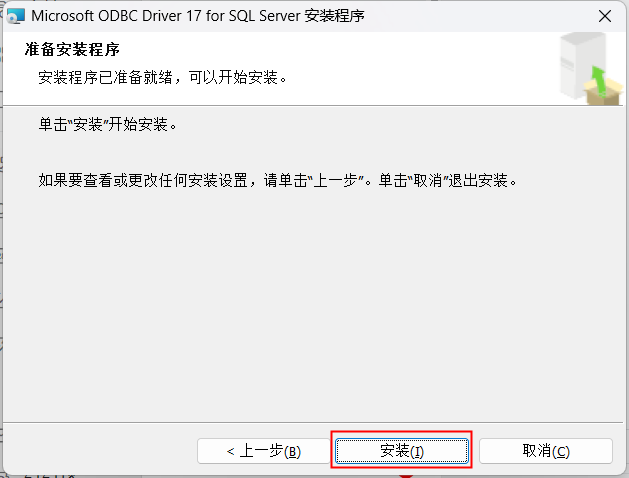 Microsoft ODBC Driver 17 for SQL Server 安装程序
准备安装程序
安装程序已准备就绪，可以开始安装。
单击“安装”开始安装。
如果要查看或更改任何安装设置，请单击“上一步”。单击“取消”退出安装。
< 上一步(B) 安装(I) 取消(C)